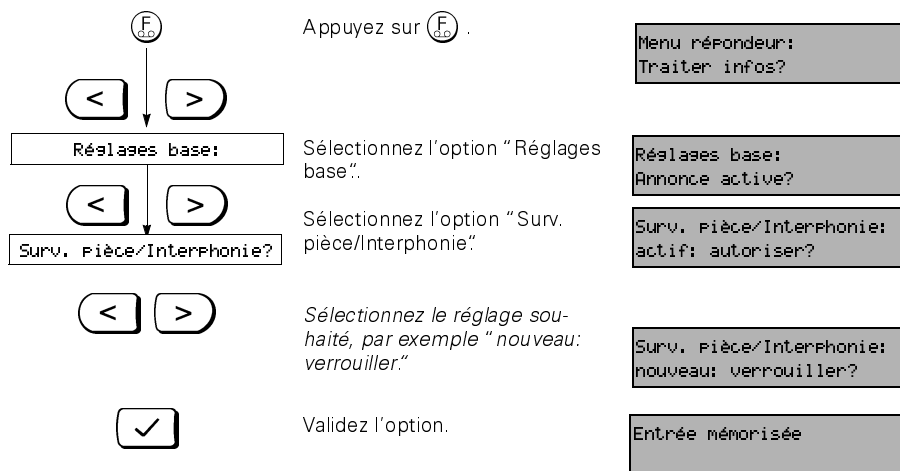 F
Appuyez sur F .
Menu répondeur:
Traiter infos?
< >
Réglages base:
Sélectionnez l'option “Réglages
base”.
Réglages base:
Annonce active?
< >
Surv. pièce/Interphonie?
Sélectionnez l'option “Surv.
pièce/Interphonie”.
Surv. pièce/Interphonie:
actif: autoriser?
< >
Sélectionnez le réglage sou-
haité, par exemple “nouveau:
verrouiller.”
Surv. pièce/Interphonie:
nouveau: verrouiller?
✓
Validez l'option.
Entrée mémorisée